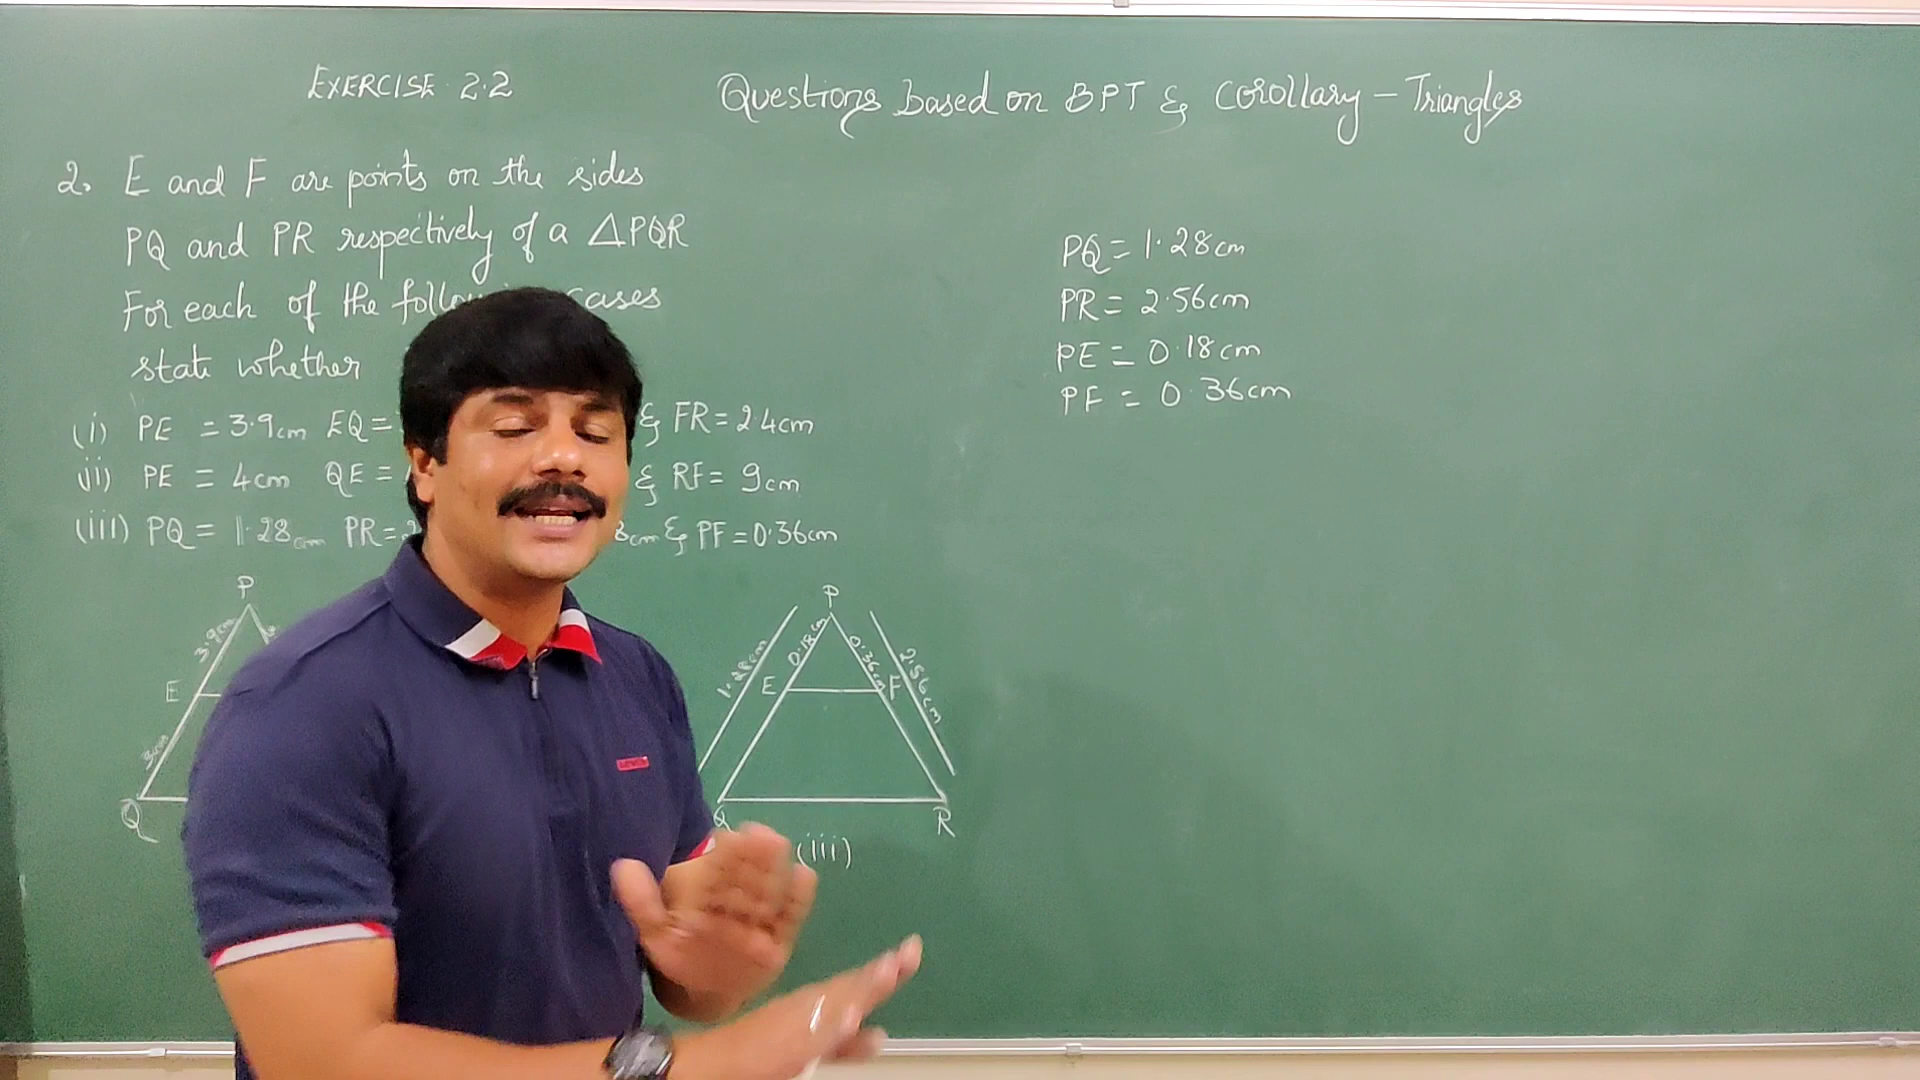 EXERCISE 2.2
Questions based on BPT & corollary - Triangles
2. E and F are points on the sides
PQ and PR respectively of a △PQR
For each of the cases
state whether
(i) PE = 3.9cm EQ = & FR = 2.4cm
(ii) PE = 4cm QE = & RF = 9cm
(iii) PQ = 1.28cm PR = & PF = 0.36cm
PQ = 1.28cm
PR = 2.56cm
PE = 0.18cm
PF = 0.36cm
P
3.9cm
E
3cm
Q
P
1.28cm
0.18cm
0.36cm
2.56cm
E
F
Q
R
(iii)